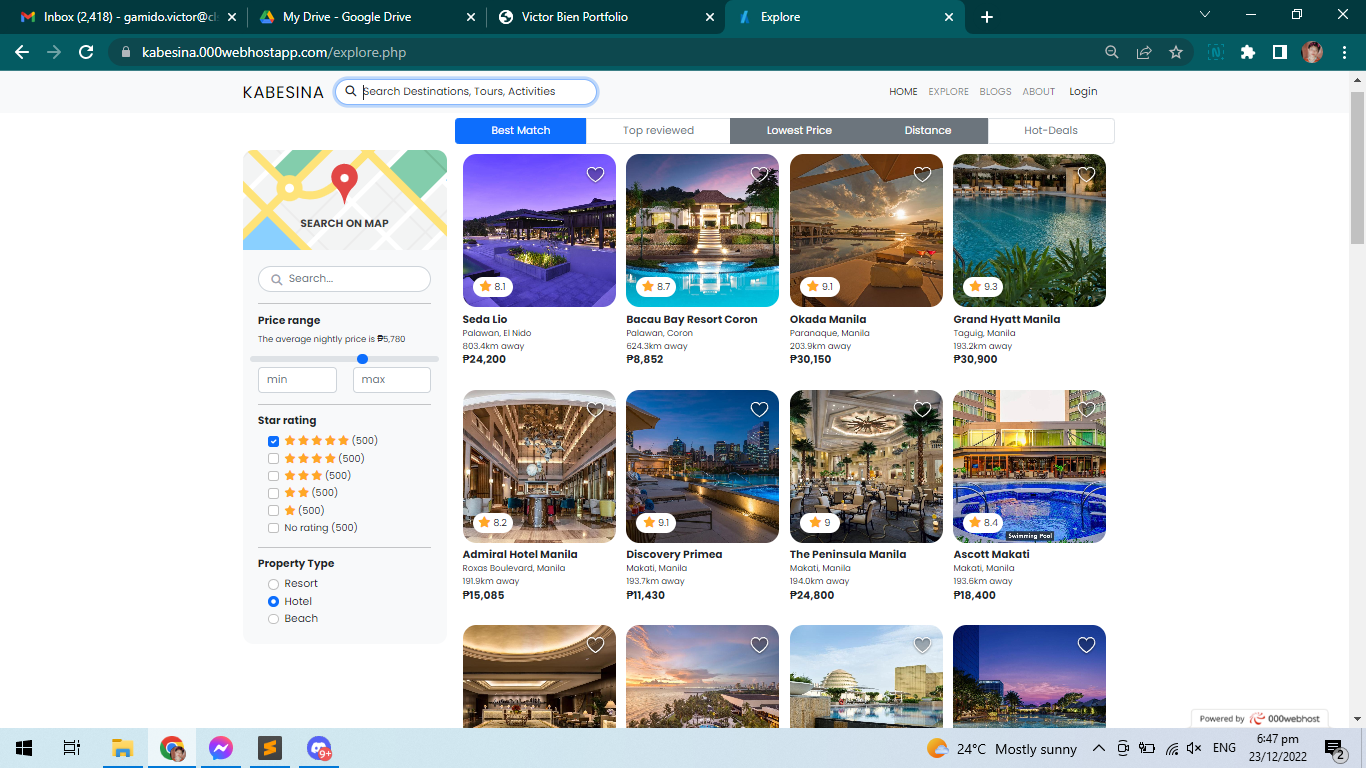 Inbox (2,418) - gamido.victor@cl
My Drive - Google Drive
Victor Bien Portfolio
Explore
kabesina.000webhostapp.com/explore.php
KABESINA
Search Destinations, Tours, Activities
HOME
EXPLORE
BLOGS
ABOUT
Login
Best Match
Top reviewed
Lowest Price
Distance
Hot-Deals
SEARCH ON MAP
Search...
Price range
The average nightly price is ₱5,780
min
max
Star rating
(500)
(500)
(500)
(500)
(500)
No rating (500)
Property Type
Resort
Hotel
Beach
8.1
Seda Lio
Palawan, El Nido
803.4km away
₱24,200
8.7
Bacau Bay Resort Coron
Palawan, Coron
624.3km away
₱8,852
9.1
Okada Manila
Paranaque, Manila
203.9km away
₱30,150
9.3
Grand Hyatt Manila
Taguig, Manila
193.2km away
₱30,900
8.2
Admiral Hotel Manila
Roxas Boulevard, Manila
191.9km away
₱15,085
9.1
Discovery Primea
Makati, Manila
193.7km away
₱11,430
9
The Peninsula Manila
Makati, Manila
194.0km away
₱24,800
8.4
Swimming Pool
Ascott Makati
Makati, Manila
193.6km away
₱18,400
Powered by 000webhost
9+
24°C Mostly sunny
ENG
6:47 pm
23/12/2022
2